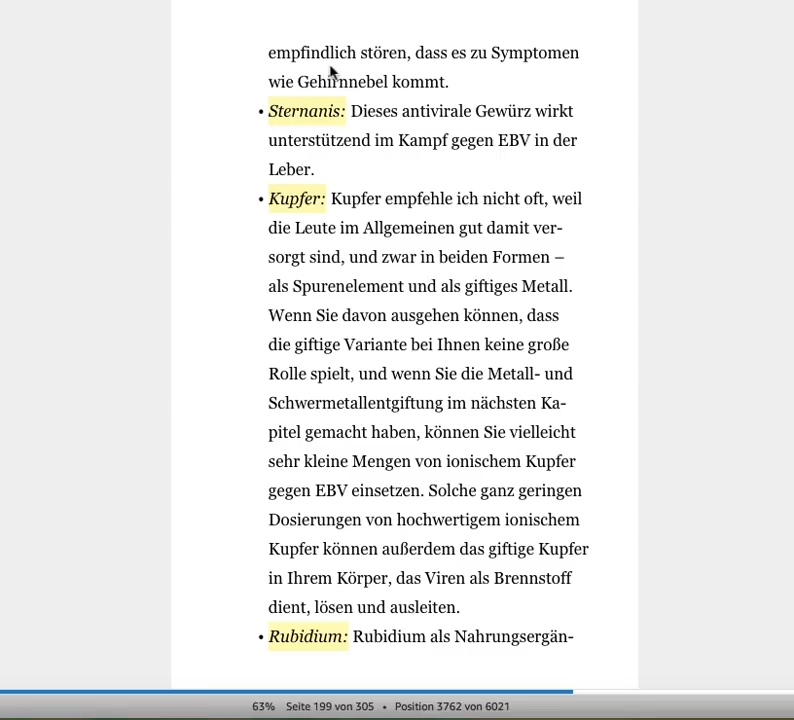 empfindlich stören, dass es zu Symptomen
wie Gehirnnebel kommt.
• Sternanis: Dieses antivirale Gewürz wirkt
unterstützend im Kampf gegen EBV in der
Leber.
• Kupfer: Kupfer empfehle ich nicht oft, weil
die Leute im Allgemeinen gut damit ver-
sorgt sind, und zwar in beiden Formen –
als Spurenelement und als giftiges Metall.
Wenn Sie davon ausgehen können, dass
die giftige Variante bei Ihnen keine große
Rolle spielt, und wenn Sie die Metall- und
Schwermetallentgiftung im nächsten Ka-
pitel gemacht haben, können Sie vielleicht
sehr kleine Mengen von ionischem Kupfer
gegen EBV einsetzen. Solche ganz geringen
Dosierungen von hochwertigem ionischem
Kupfer können außerdem das giftige Kupfer
in Ihrem Körper, das Viren als Brennstoff
dient, lösen und ausleiten.
• Rubidium: Rubidium als Nahrungsergän-
63% Seite 199 von 305 • Position 3762 von 6021